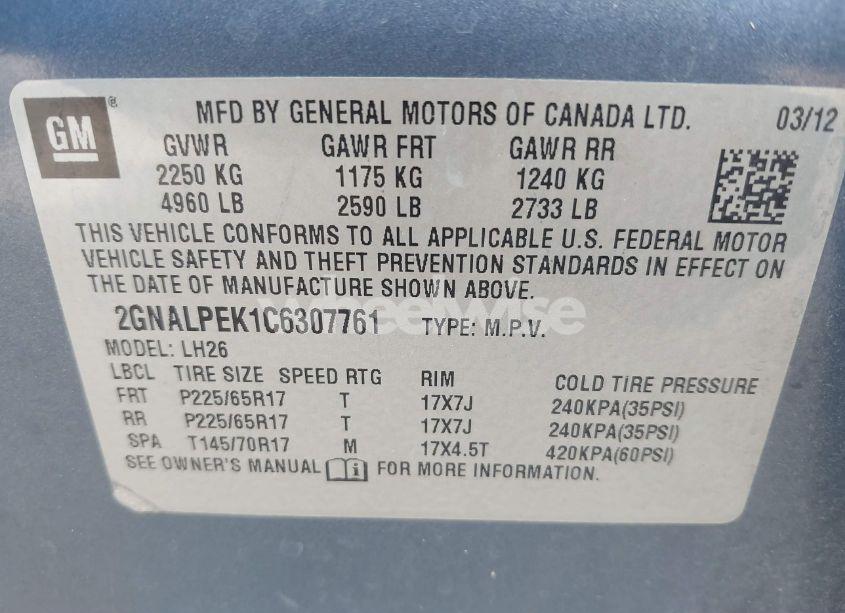 GM® MFD BY GENERAL MOTORS OF CANADA LTD. 03/12
GVWR GAWR FRT GAWR RR
2250 KG 1175 KG 1240 KG
4960 LB 2590 LB 2733 LB
THIS VEHICLE CONFORMS TO ALL APPLICABLE U.S. FEDERAL MOTOR
VEHICLE SAFETY AND THEFT PREVENTION STANDARDS IN EFFECT ON
THE DATE OF MANUFACTURE SHOWN ABOVE.
wheelwise
2GNALPEK1C6307761 TYPE: M.P.V.
MODEL: LH26
LBCL TIRE SIZE SPEED RTG RIM COLD TIRE PRESSURE
FRT P225/65R17 T 17X7J 240KPA(35PSI)
RR P225/65R17 T 17X7J 240KPA(35PSI)
SPA T145/70R17 M 17X4.5T 420KPA(60PSI)
SEE OWNER'S MANUAL i FOR MORE INFORMATION.